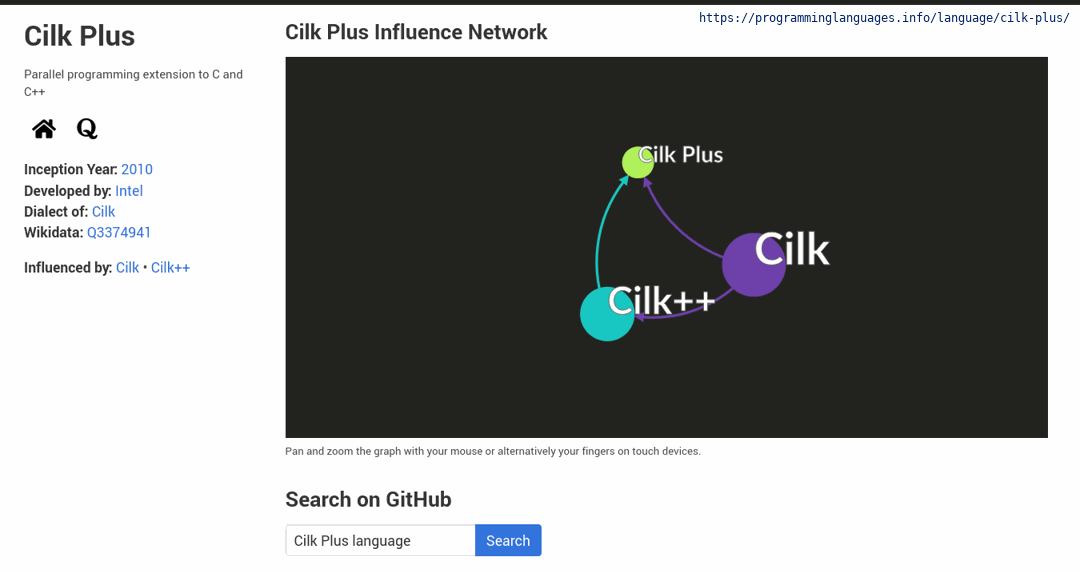 https://programminglanguages.info/language/cilk-plus/
Cilk Plus
Parallel programming extension to C and
C++
Q
Inception Year: 2010
Developed by: Intel
Dialect of: Cilk
Wikidata: Q3374941
Influenced by: Cilk • Cilk++
Cilk Plus Influence Network
Cilk Plus
Cilk
Cilk++
Pan and zoom the graph with your mouse or alternatively your fingers on touch devices.
Search on GitHub
Cilk Plus language
Search